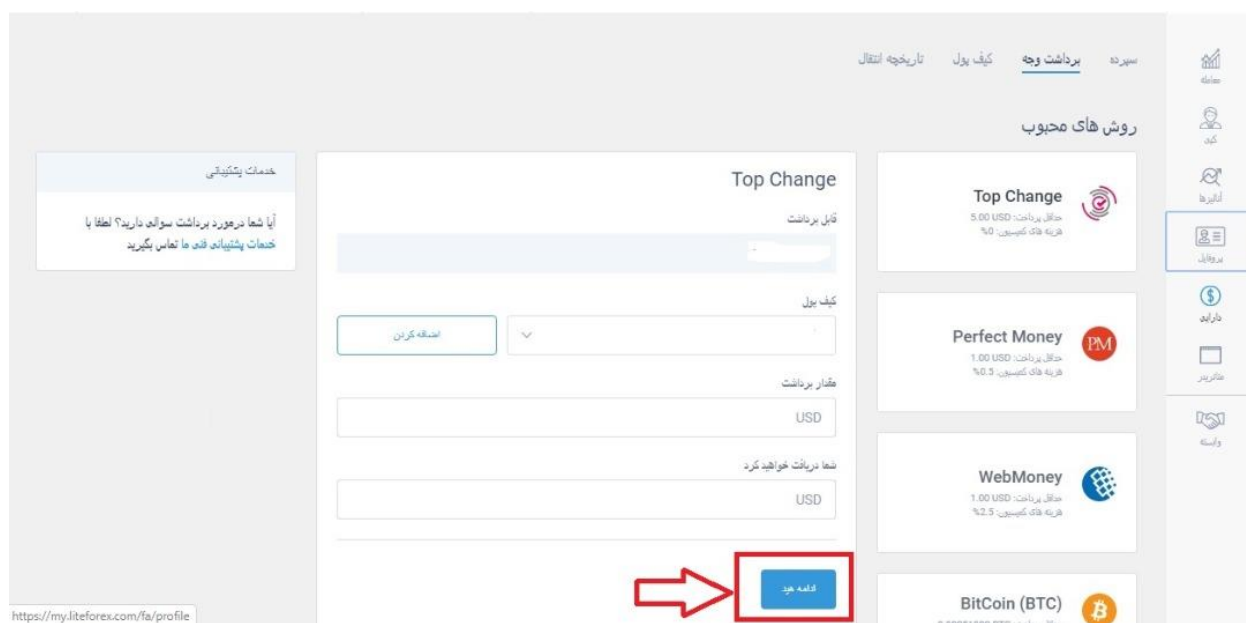 سپرده
برداشت وجه
کیف پول
تاریخچه انتقال
روش های محبوب
Top Change
حداقل پرداخت: 5.00 USD
هزینه های کمیسیون: 0%
Perfect Money
حداقل پرداخت: 1.00 USD
هزینه های کمیسیون: 0.5%
WebMoney
حداقل پرداخت: 1.00 USD
هزینه های کمیسیون: 2.5%
BitCoin (BTC)
Top Change
قابل برداشت
کیف پول
اضافه کردن
مقدار برداشت
USD
شما دریافت خواهید کرد
USD
ادامه
خدمات پشتیبانی
آیا شما درمورد برداشت سوالی دارید؟ لطفا با
خدمات پشتیبانی فنی ما تماس بگیرید
معامله
کپی
آنالیزها
پروفایل
دارایی
متاتریدر
وابسته
https://my.liteforex.com/fa/profile